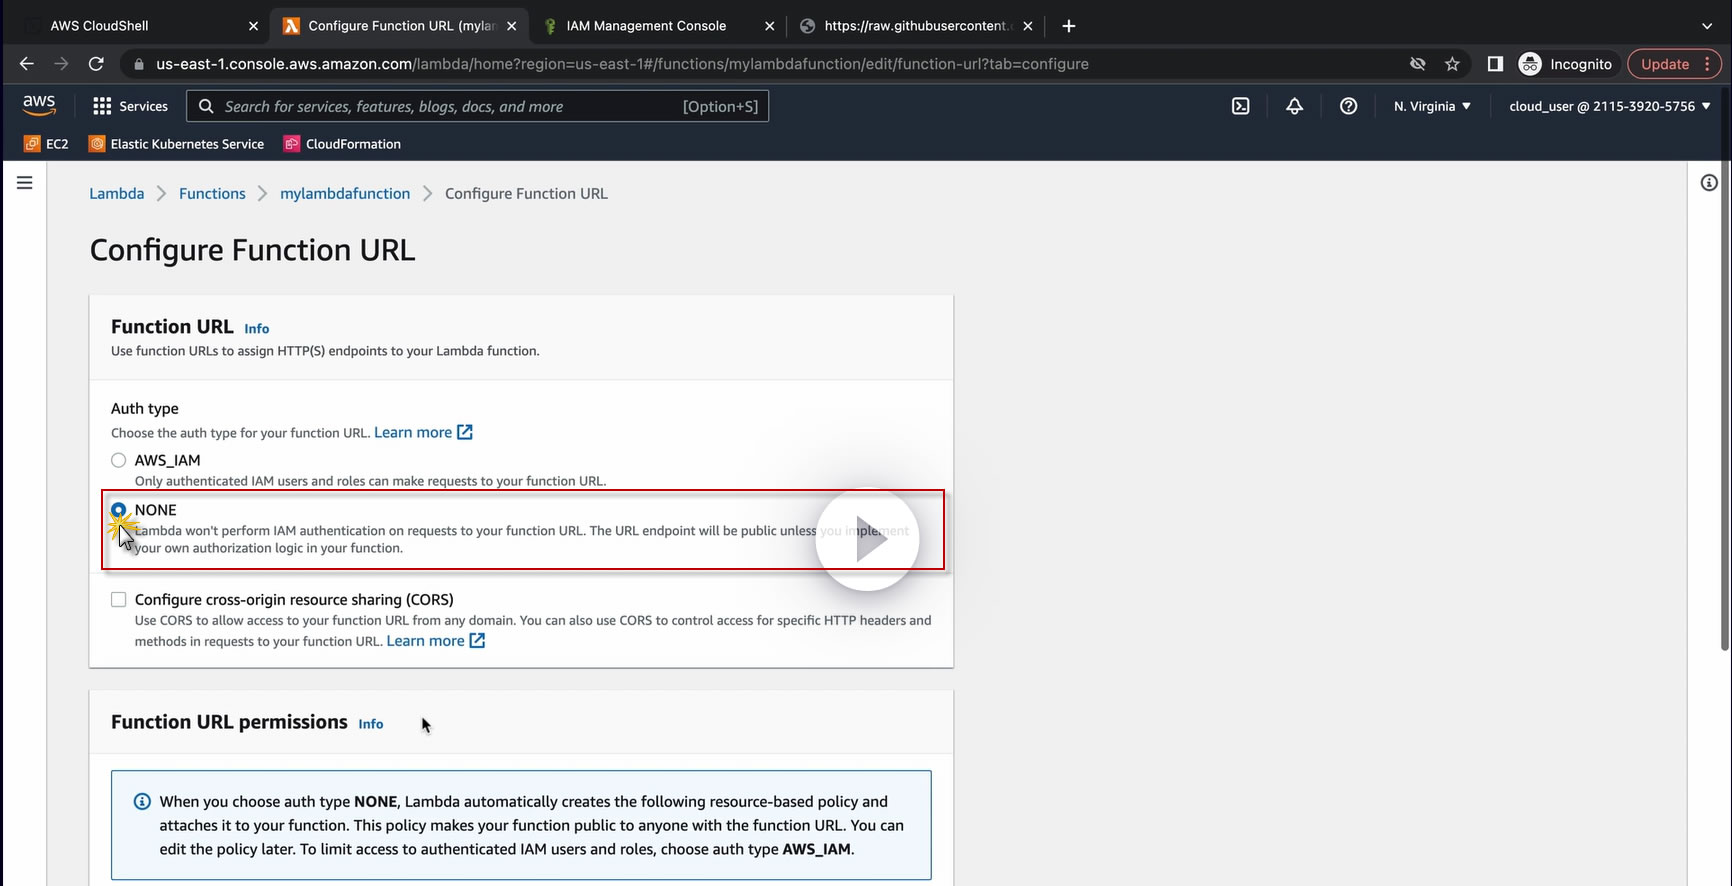 AWS CloudShell
Configure Function URL (mylan
IAM Management Console
https://raw.githubusercontent.c
us-east-1.console.aws.amazon.com/lambda/home?region=us-east-1#/functions/mylambdafunction/edit/function-url?tab=configure
Incognito
Update
aws
Services
Search for services, features, blogs, docs, and more
[Option+S]
N. Virginia
cloud_user @ 2115-3920-5756
EC2
Elastic Kubernetes Service
CloudFormation
Lambda
Functions
mylambdafunction
Configure Function URL
Configure Function URL
Function URL Info
Use function URLs to assign HTTP(S) endpoints to your Lambda function.
Auth type
Choose the auth type for your function URL. Learn more
AWS_IAM
Only authenticated IAM users and roles can make requests to your function URL.
NONE
Lambda won't perform IAM authentication on requests to your function URL. The URL endpoint will be public unless you implement
your own authorization logic in your function.
Configure cross-origin resource sharing (CORS)
Use CORS to allow access to your function URL from any domain. You can also use CORS to control access for specific HTTP headers and
methods in requests to your function URL. Learn more
Function URL permissions Info
When you choose auth type NONE, Lambda automatically creates the following resource-based policy and
attaches it to your function. This policy makes your function public to anyone with the function URL. You can
edit the policy later. To limit access to authenticated IAM users and roles, choose auth type AWS_IAM.